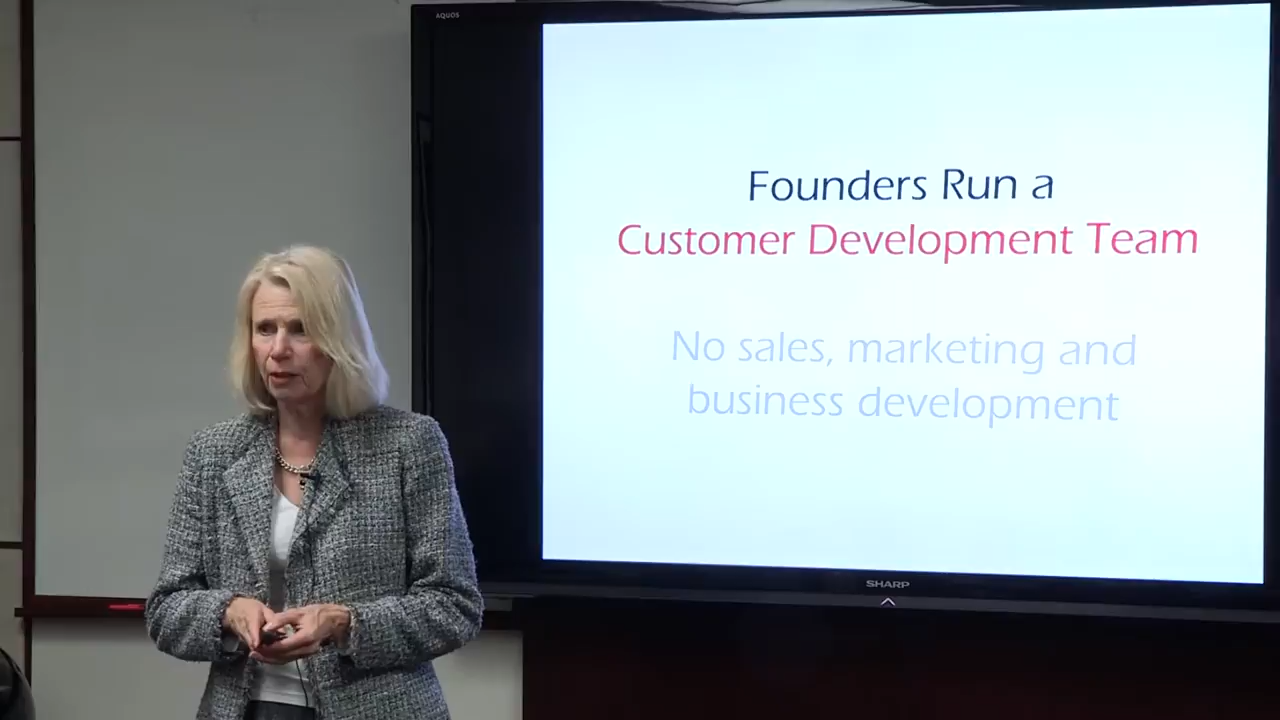 AQUOS
Founders Run a
Customer Development Team
No sales, marketing and
business development
SHARP